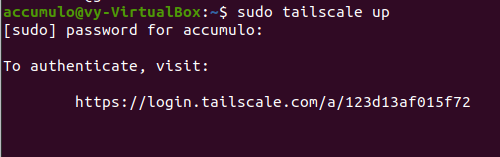 accumulo@vy-VirtualBox:~$ sudo tailscale up
[sudo] password for accumulo:
To authenticate, visit:
https://login.tailscale.com/a/123d13af015f72